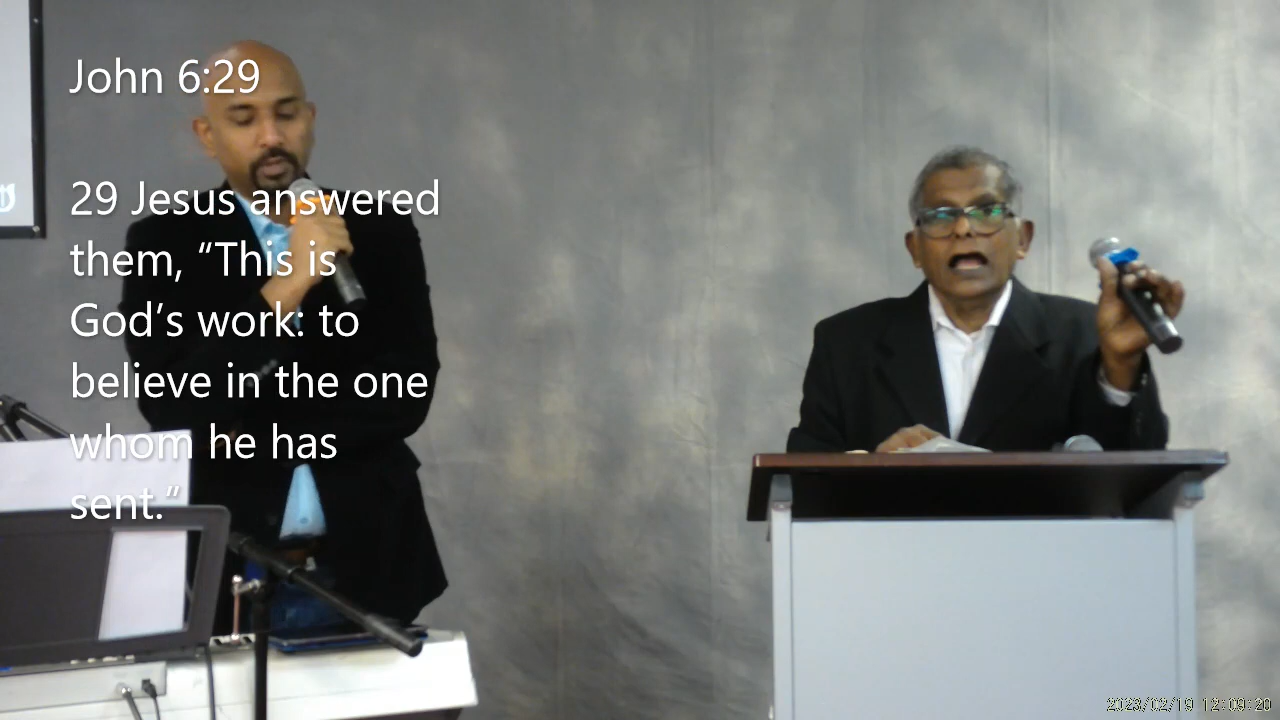 John 6:29
29 Jesus answered
them, “This is
God’s work: to
believe in the one
whom he has
sent.”
2023/02/19 12:09:20